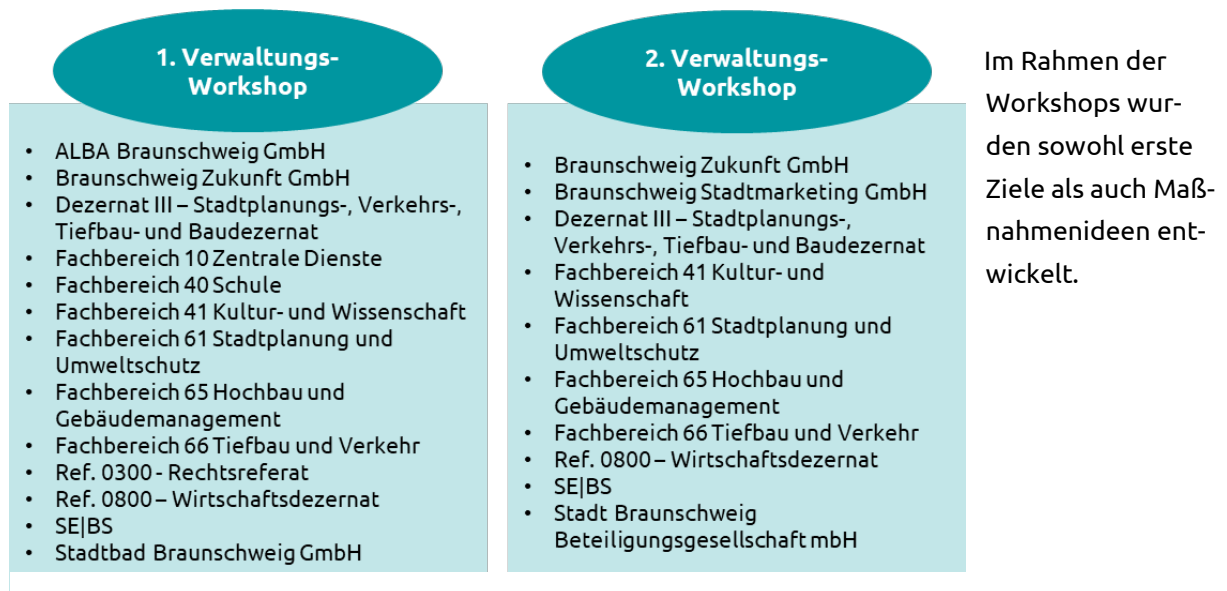 1. Verwaltungs-
Workshop
• ALBA Braunschweig GmbH
• Braunschweig Zukunft GmbH
• Dezernat III – Stadtplanungs-, Verkehrs-,
Tiefbau- und Baudezernat
• Fachbereich 10 Zentrale Dienste
• Fachbereich 40 Schule
• Fachbereich 41 Kultur- und Wissenschaft
• Fachbereich 61 Stadtplanung und
Umweltschutz
• Fachbereich 65 Hochbau und
Gebäudemanagement
• Fachbereich 66 Tiefbau und Verkehr
• Ref. 0300 - Rechtsreferat
• Ref. 0800 – Wirtschaftsdezernat
• SE|BS
• Stadtbad Braunschweig GmbH
2. Verwaltungs-
Workshop
• Braunschweig Zukunft GmbH
• Braunschweig Stadtmarketing GmbH
• Dezernat III – Stadtplanungs-,
Verkehrs-, Tiefbau- und Baudezernat
• Fachbereich 41 Kultur- und
Wissenschaft
• Fachbereich 61 Stadtplanung und
Umweltschutz
• Fachbereich 65 Hochbau und
Gebäudemanagement
• Fachbereich 66 Tiefbau und Verkehr
• Ref. 0800 – Wirtschaftsdezernat
• SE|BS
• Stadt Braunschweig
Beteiligungsgesellschaft mbH
Im Rahmen der
Workshops wur-
den sowohl erste
Ziele als auch Maß-
nahmenideen ent-
wickelt.